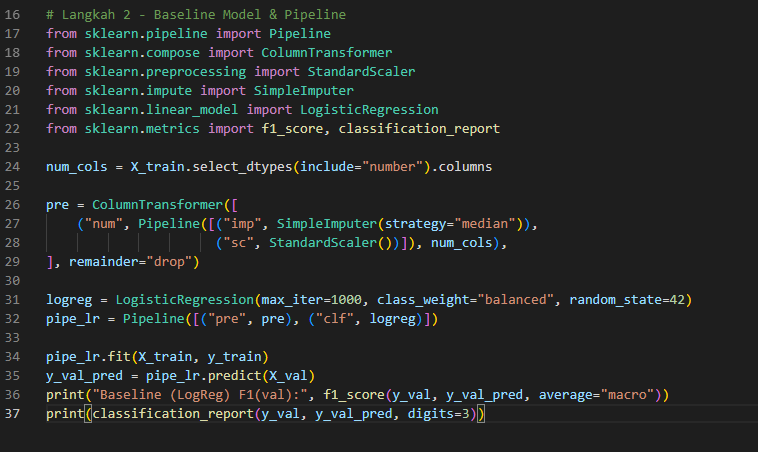 16 # Langkah 2 - Baseline Model & Pipeline
17 from sklearn.pipeline import Pipeline
18 from sklearn.compose import ColumnTransformer
19 from sklearn.preprocessing import StandardScaler
20 from sklearn.impute import SimpleImputer
21 from sklearn.linear_model import LogisticRegression
22 from sklearn.metrics import f1_score, classification_report
23
24 num_cols = X_train.select_dtypes(include="number").columns
25
26 pre = ColumnTransformer([
27     ("num", Pipeline([("imp", SimpleImputer(strategy="median")),
28                       ("sc", StandardScaler())]), num_cols),
29 ], remainder="drop")
30
31 logreg = LogisticRegression(max_iter=1000, class_weight="balanced", random_state=42)
32 pipe_lr = Pipeline([("pre", pre), ("clf", logreg)])
33
34 pipe_lr.fit(X_train, y_train)
35 y_val_pred = pipe_lr.predict(X_val)
36 print("Baseline (LogReg) F1(val):", f1_score(y_val, y_val_pred, average="macro"))
37 print(classification_report(y_val, y_val_pred, digits=3))